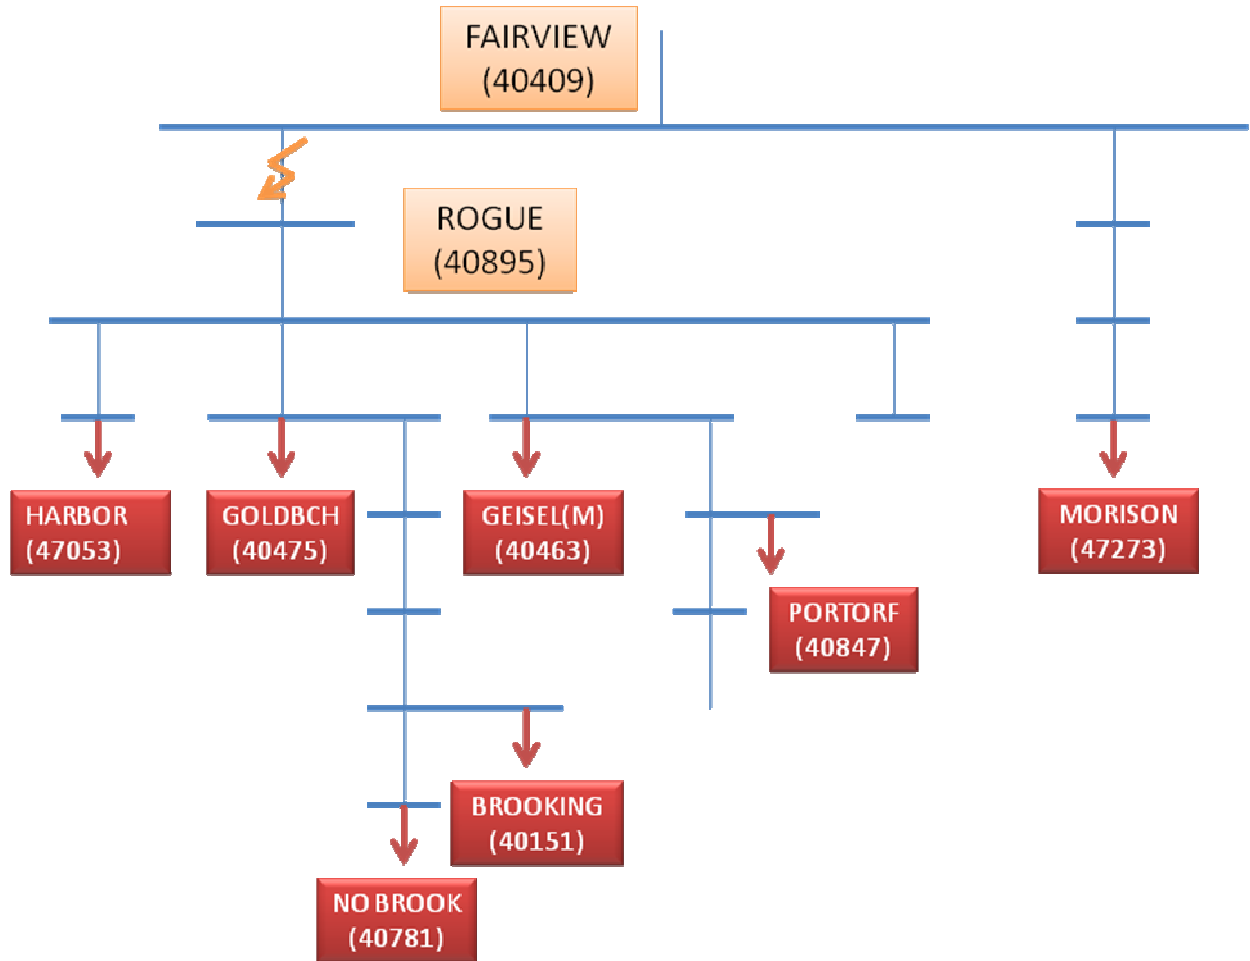 FAIRVIEW
(40409)
ROGUE
(40895)
HARBOR
(47053)
GOLDBCH
(40475)
GEISEL(M)
(40463)
MORISON
(47273)
PORTORF
(40847)
BROOKING
(40151)
NO BROOK
(40781)